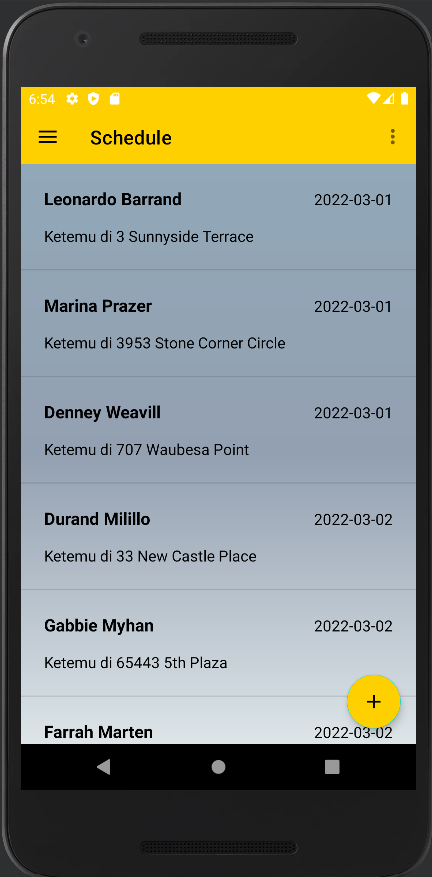 6:54
Schedule
Leonardo Barrand 2022-03-01
Ketemu di 3 Sunnyside Terrace
Marina Prazer 2022-03-01
Ketemu di 3953 Stone Corner Circle
Denney Weavill 2022-03-01
Ketemu di 707 Waubesa Point
Durand Milillo 2022-03-02
Ketemu di 33 New Castle Place
Gabbie Myhan 2022-03-02
Ketemu di 65443 5th Plaza
Farrah Marten 2022-03-02